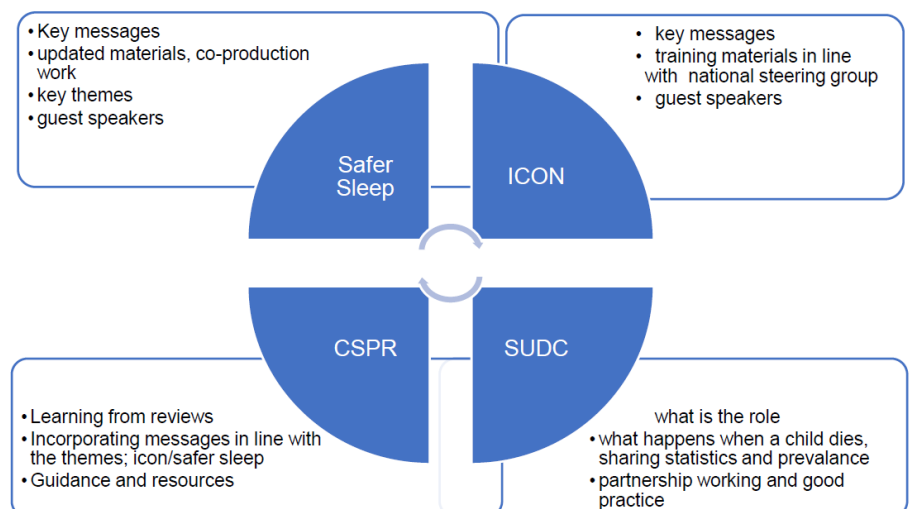 • Key messages
• updated materials, co-production
work
• key themes
• guest speakers
• key messages
• training materials in line
with national steering group
• guest speakers
Safer
Sleep
ICON
CSPR
SUDC
• Learning from reviews
• Incorporating messages in line with
the themes; icon/safer sleep
• Guidance and resources
what is the role
• what happens when a child dies,
sharing statistics and prevalance
• partnership working and good
practice